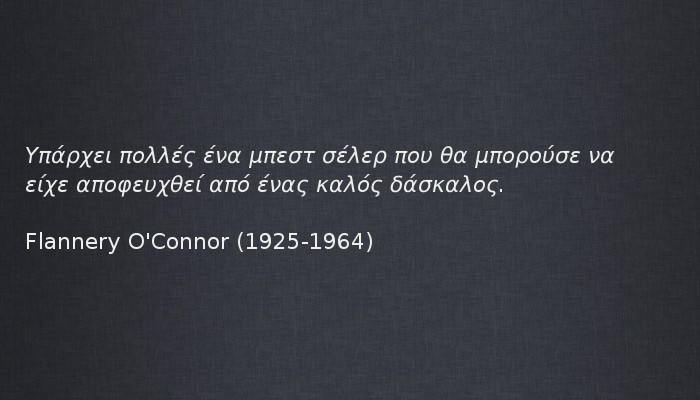 Υπάρχει πολλές ένα μπεστ σέλερ που θα μπορούσε να
είχε αποφευχθεί από ένας καλός δάσκαλος.
Flannery O'Connor (1925-1964)